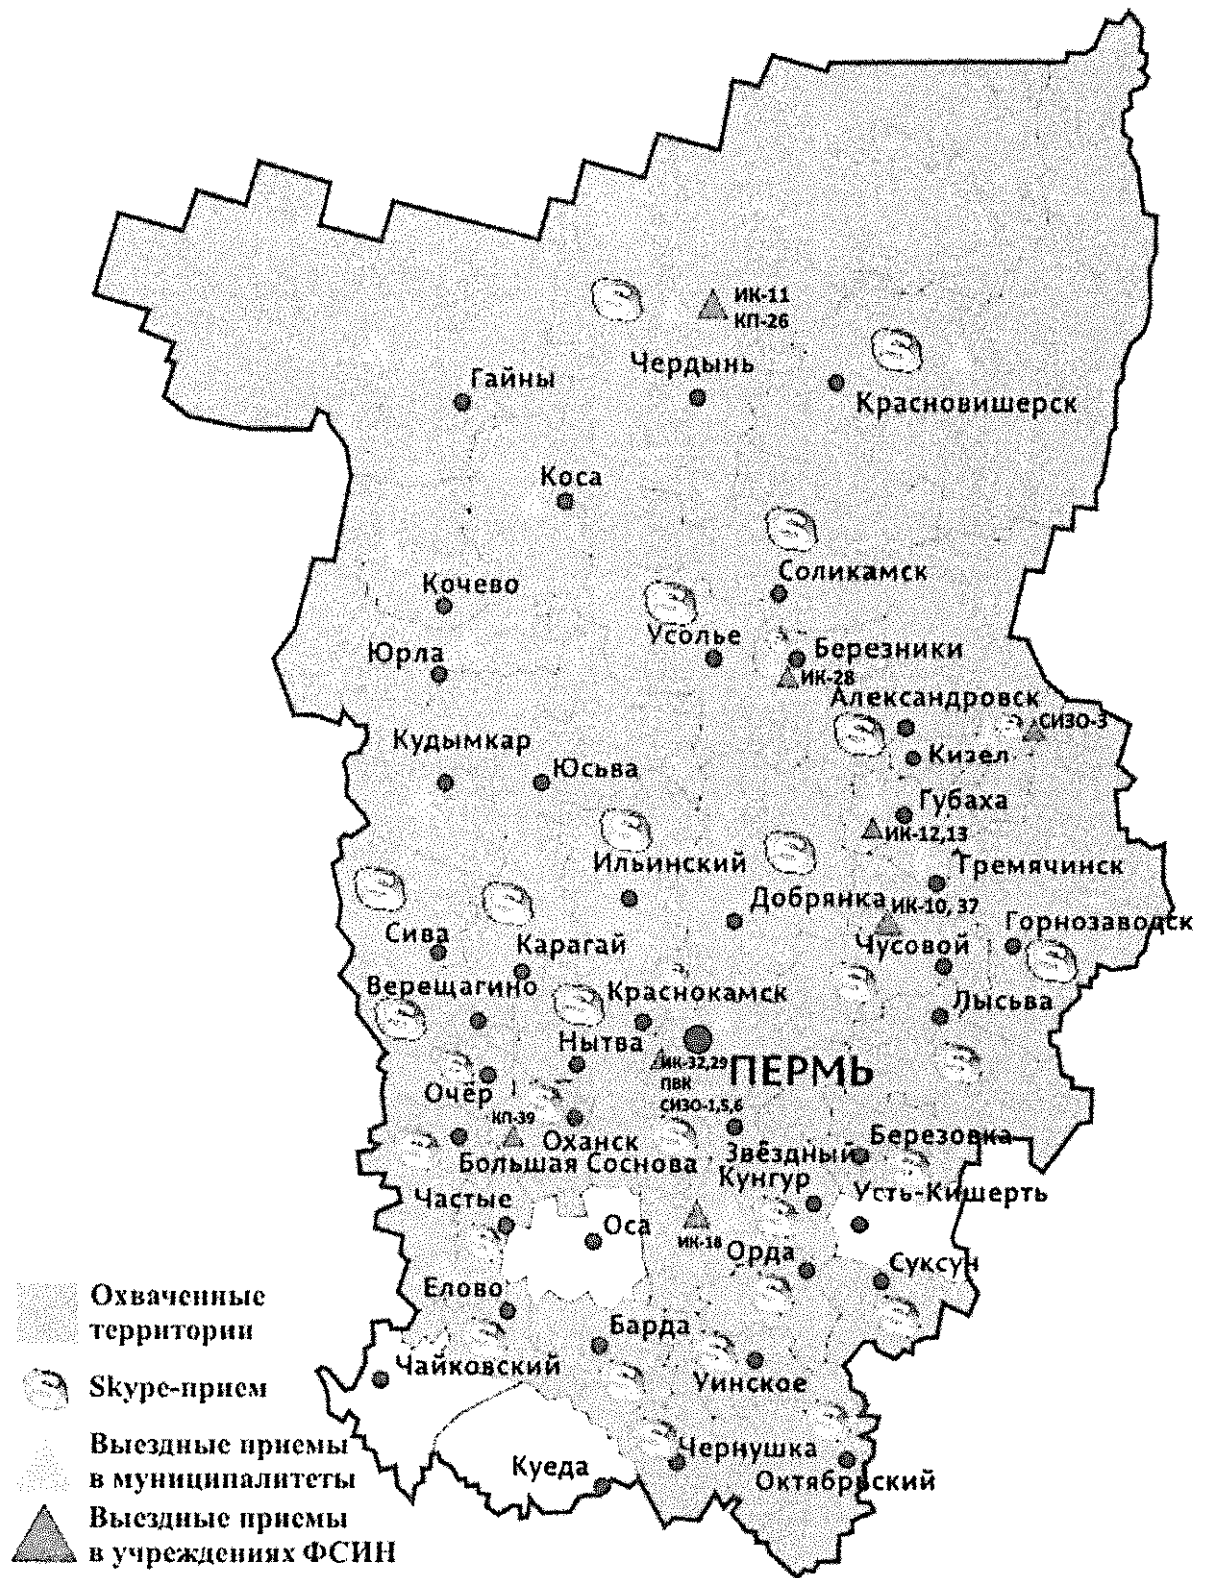 ИК-11
КП-26
Чердынь
Гайны
Красновишерск
Коса
Соликамск
Кочево
Усолье
Березники
Юрла
ИК-28
Александровск
СИЗО-3
Кудымкар
Кизел
Юсьва
Губаха
ИК-12,13
Ильинский
Гремячинск
Добрянка
ИК-10, 37
Горнозаводск
Сива
Карагай
Чусовой
Верещагино
Краснокамск
Лысьва
Нытва
ИК-32,29
ПВК
СИЗО-1,5,6
ПЕРМЬ
Очёр
КП-39
Оханск
Березовка
Звёздный
Большая Соснова
Кунгур
Усть-Кишерть
Частые
Оса
ИК-18
Орда
Суксун
Елово
Барда
Чайковский
Уинское
Чернушка
Куеда
Октябрьский
Охваченные
территории
Skype-прием
Выездные приемы
в муниципалитеты
Выездные приемы
в учреждениях ФСИН